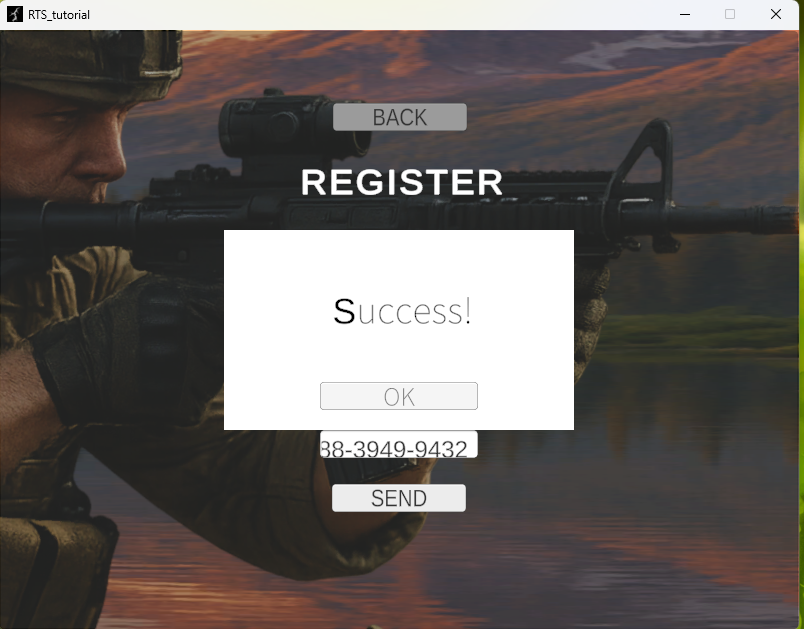 RTS_tutorial
BACK
REGISTER
Success!
OK
38-3949-9432
SEND